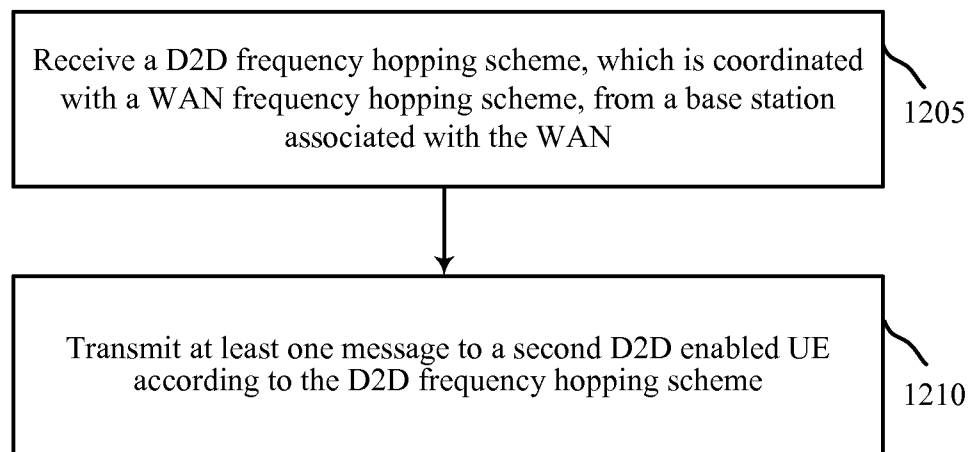 Receive a D2D frequency hopping scheme, which is coordinated
with a WAN frequency hopping scheme, from a base station
associated with the WAN
1205
Transmit at least one message to a second D2D enabled UE
according to the D2D frequency hopping scheme
1210